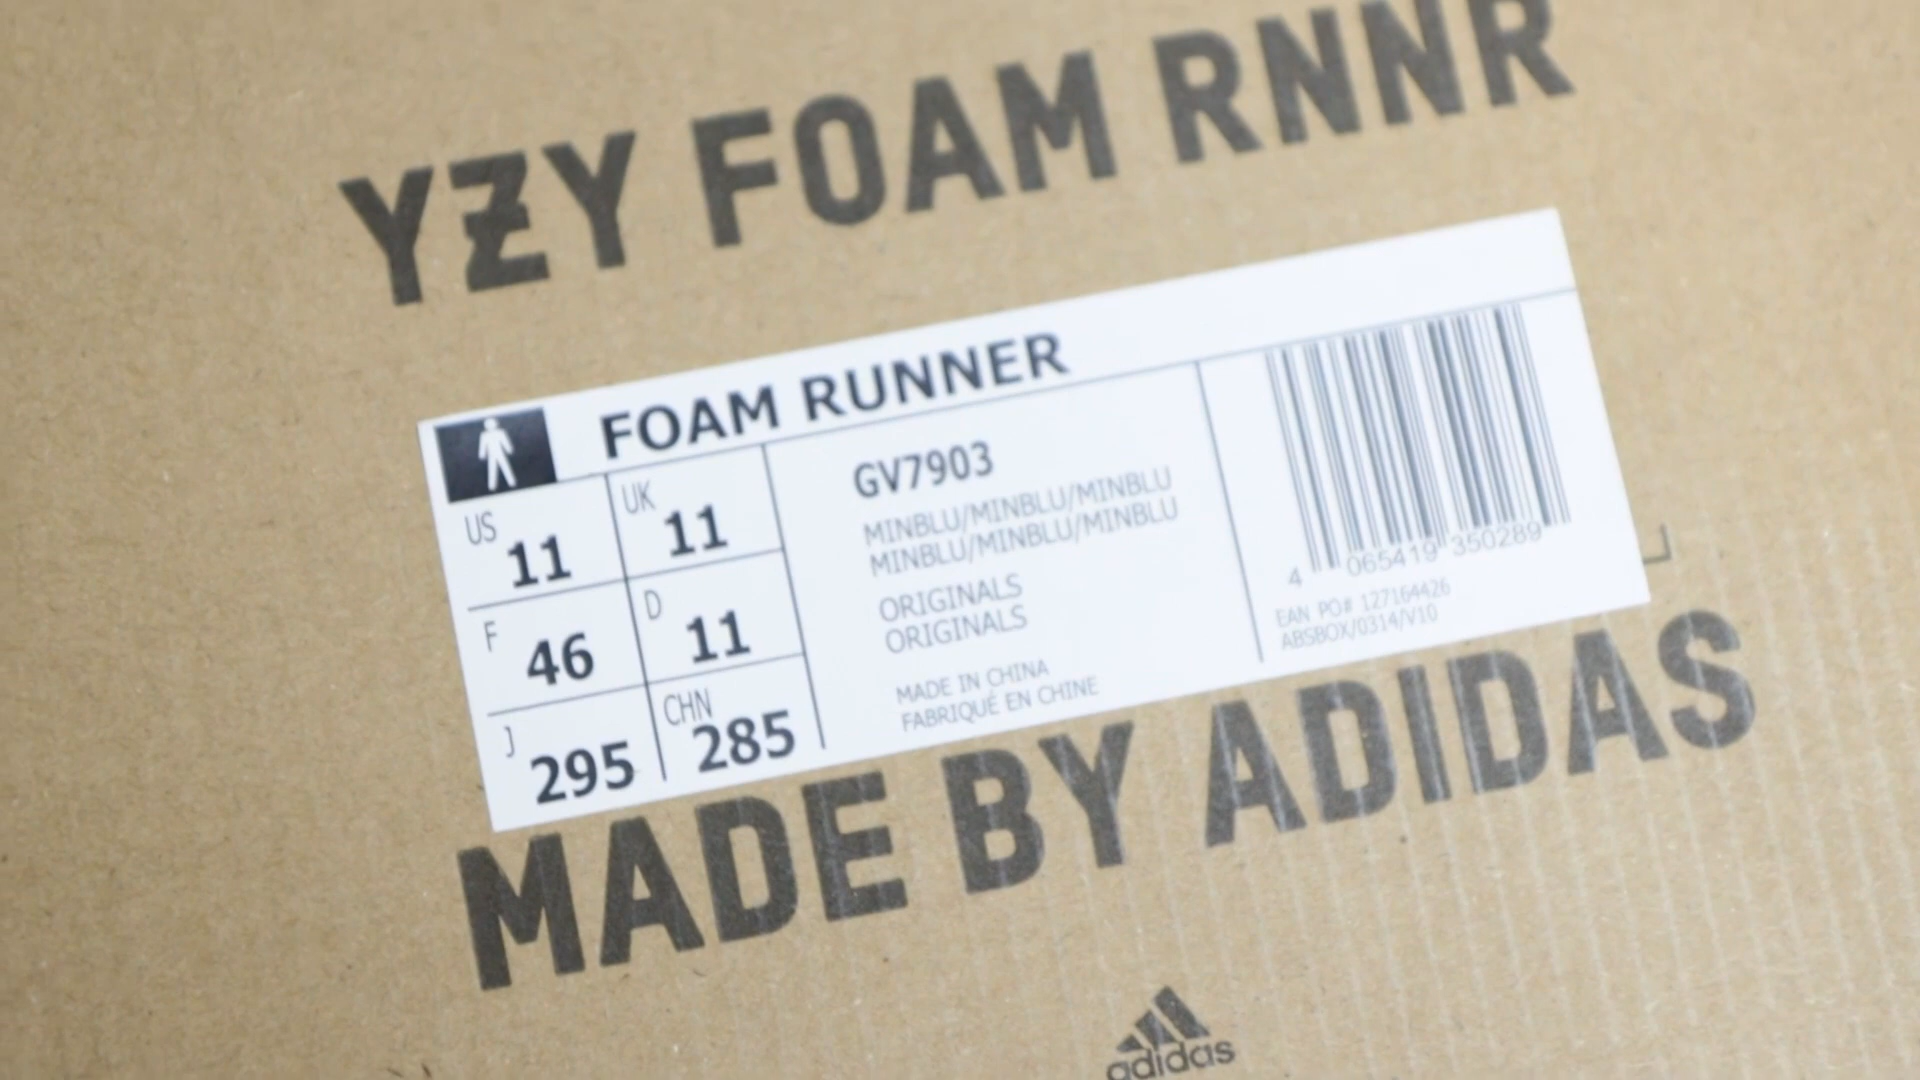 YZY FOAM RNNR
FOAM RUNNER
US
11
UK
11
F
46
D
11
J
295
CHN
285
GV7903
MINBLU/MINBLU/MINBLU
MINBLU/MINBLU/MINBLU
ORIGINALS
ORIGINALS
MADE IN CHINA
FABRIQUÉ EN CHINE
4 065419 350289
EAN PO# 127164426
ABSBOX/0314/V10
MADE BY ADIDAS
adidas